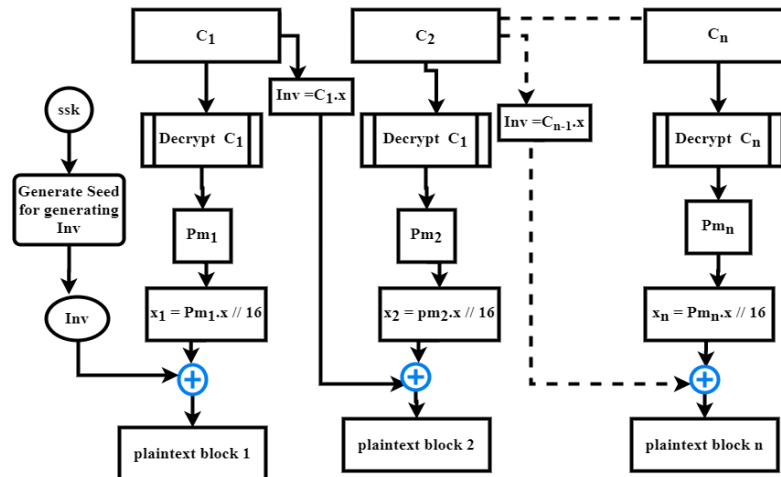 C1
C2
Cn
Inv =C1.x
ssk
Decrypt C1
Decrypt C1
Inv =Cn-1.x
Decrypt Cn
Generate Seed
for generating
Inv
Pm1
Pm2
Pmn
Inv
x1 = Pm1.x // 16
x2 = pm2.x // 16
xn = Pmn.x // 16
plaintext block 1
plaintext block 2
plaintext block n